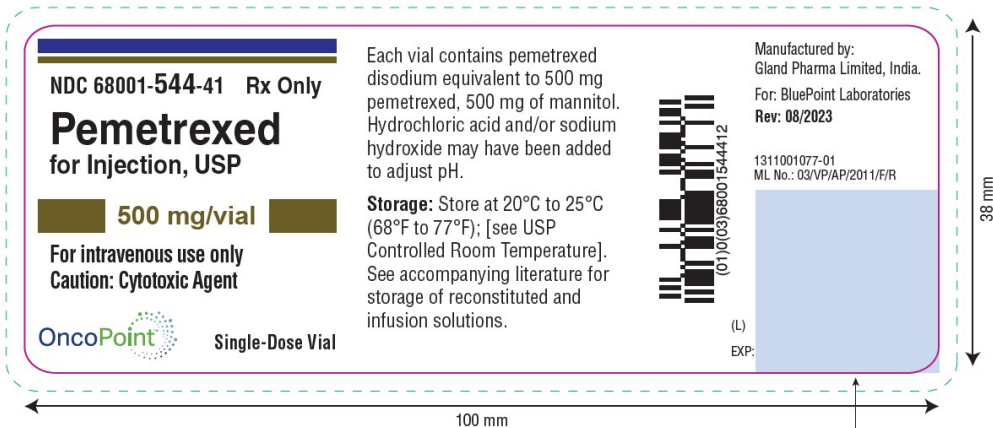 NDC 68001-544-41 Rx Only
Pemetrexed
for Injection, USP
500 mg/vial
For intravenous use only
Caution: Cytotoxic Agent
OncoPoint™
Single-Dose Vial
Each vial contains pemetrexed
disodium equivalent to 500 mg
pemetrexed, 500 mg of mannitol.
Hydrochloric acid and/or sodium
hydroxide may have been added
to adjust pH.
Storage: Store at 20°C to 25°C
(68°F to 77°F); [see USP
Controlled Room Temperature].
See accompanying literature for
storage of reconstituted and
infusion solutions.
(01)0(03)68001544412
Manufactured by:
Gland Pharma Limited, India.
For: BluePoint Laboratories
Rev: 08/2023
1311001077-01
ML No.: 03/VP/AP/2011/F/R
(L)
EXP:
38 mm
100 mm